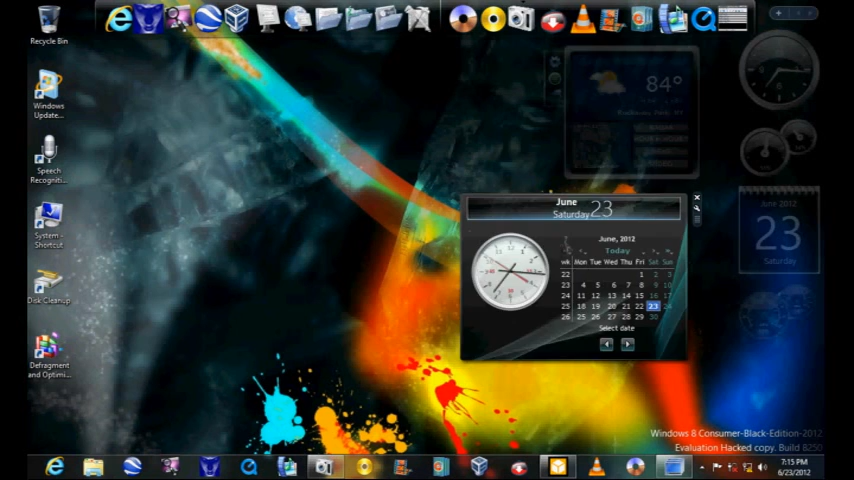 Recycle Bin
Windows
Update...
Speech
Recogniti...
System -
Shortcut
Disk Cleanup
Defragment
and Optimi...
84°
June 2012
23
Saturday
June
Saturday
23
June, 2012
Today
wk Mon Tue Wed Thu Fri Sat Sun
22 1 2 3
23 4 5 6 7 8 9 10
24 11 12 13 14 15 16 17
25 18 19 20 21 22 23 24
26 25 26 27 28 29 30
Select date
Windows 8 Consumer-Black-Edition-2012
Evaluation Hacked copy. Build 8250
7:15 PM
6/23/2012